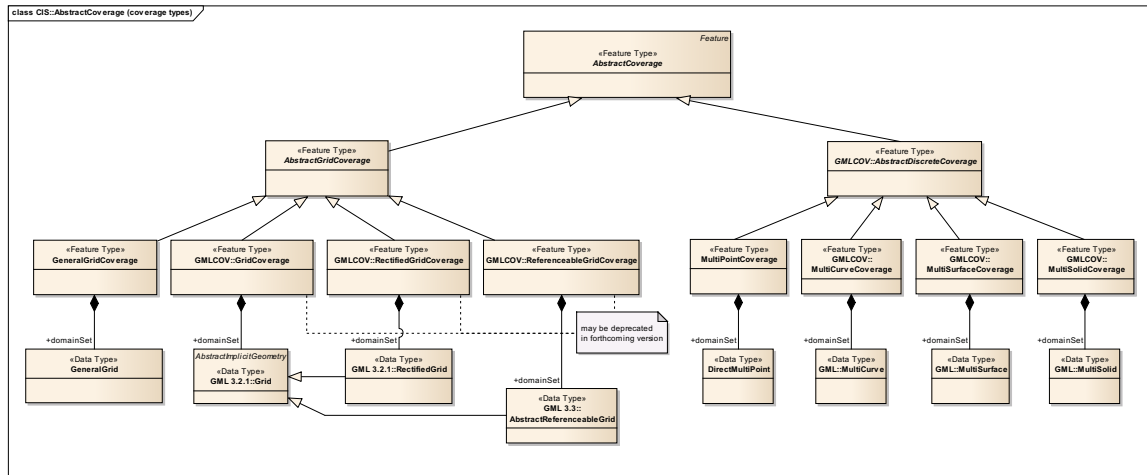 class CIS::AbstractCoverage (coverage types)
Feature
«Feature Type»
AbstractCoverage
«Feature Type»
AbstractGridCoverage
«Feature Type»
GMLCOV::AbstractDiscreteCoverage
«Feature Type»
GeneralGridCoverage
«Feature Type»
GMLCOV::GridCoverage
«Feature Type»
GMLCOV::RectifiedGridCoverage
«Feature Type»
GMLCOV::ReferenceableGridCoverage
«Feature Type»
MultiPointCoverage
«Feature Type»
GMLCOV::
MultiCurveCoverage
«Feature Type»
GMLCOV::
MultiSurfaceCoverage
«Feature Type»
GMLCOV::
MultiSolidCoverage
may be deprecated
in forthcoming version
+domainSet
+domainSet
+domainSet
+domainSet
+domainSet
+domainSet
+domainSet
«Data Type»
GeneralGrid
AbstractImplicitGeometry
«Data Type»
GML 3.2.1::Grid
«Data Type»
GML 3.2.1::RectifiedGrid
«Data Type»
DirectMultiPoint
«Data Type»
GML::MultiCurve
«Data Type»
GML::MultiSurface
«Data Type»
GML::MultiSolid
+domainSet
«Data Type»
GML 3.3::
AbstractReferenceableGrid